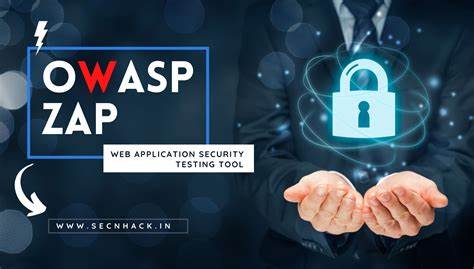 OWASP
ZAP
WEB APPLICATION SECURITY
TESTING TOOL
WWW.SECNHACK.IN